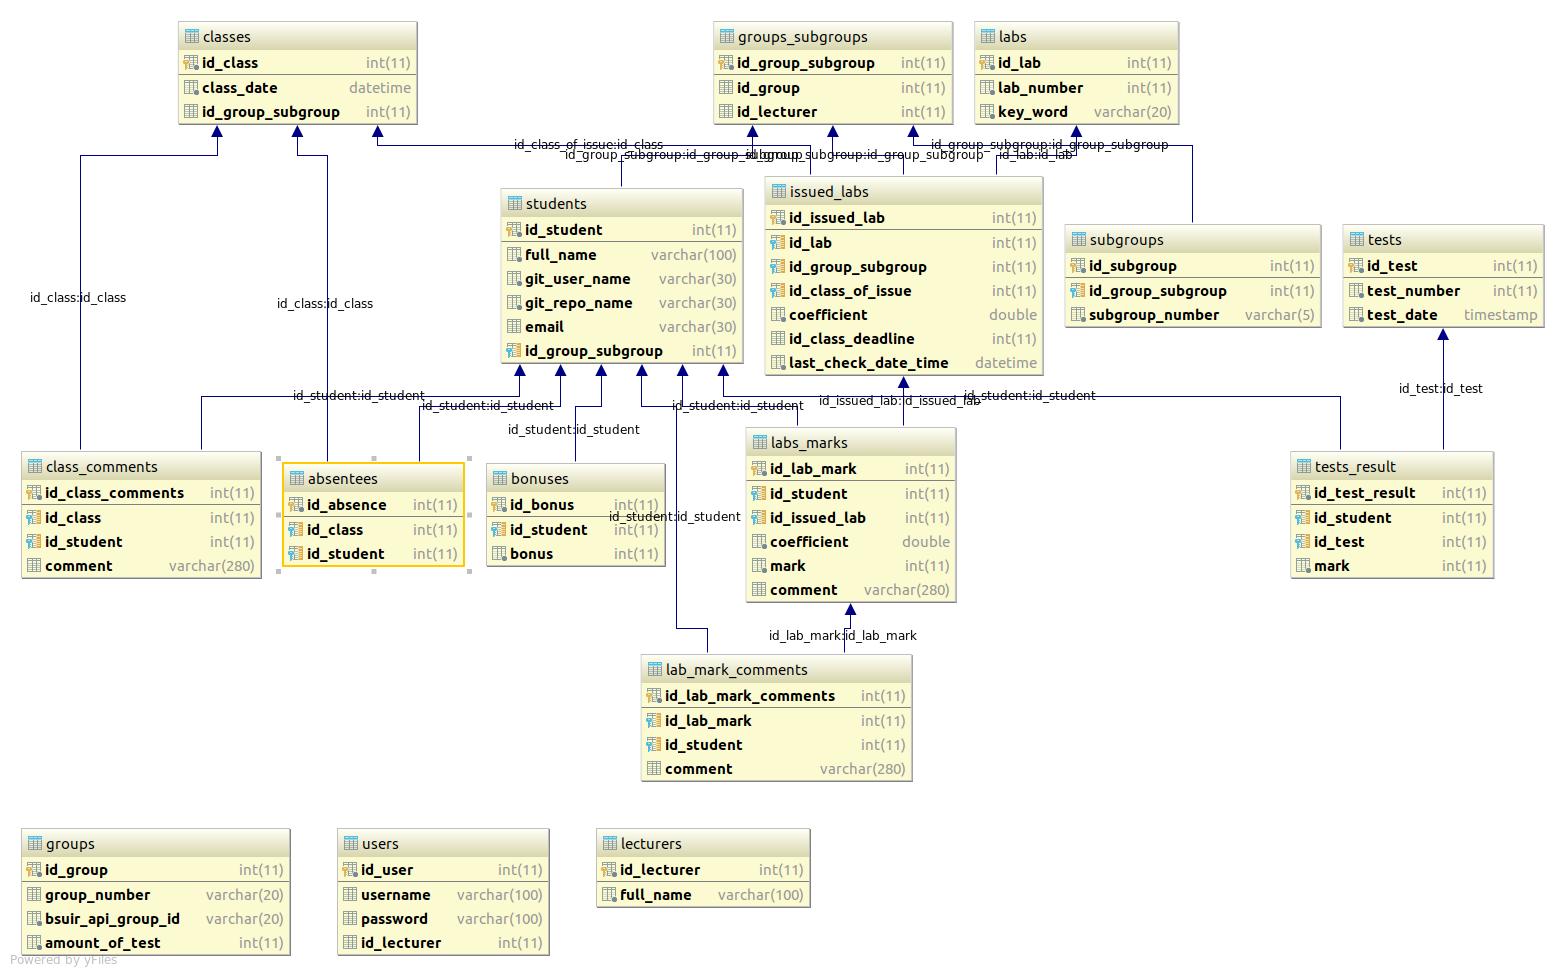 classes
id_class int(11)
class_date datetime
id_group_subgroup int(11)
groups_subgroups
id_group_subgroup int(11)
id_group int(11)
id_lecturer int(11)
labs
id_lab int(11)
lab_number int(11)
key_word varchar(20)
id_class_of_issue:id_class
id_group_subgroup:id_group_subgroup
id_group_subgroup:id_group_subgroup
id_group_subgroup:id_group_subgroup
id_lab:id_lab
students
id_student int(11)
full_name varchar(100)
git_user_name varchar(30)
git_repo_name varchar(30)
email varchar(30)
id_group_subgroup int(11)
issued_labs
id_issued_lab int(11)
id_lab int(11)
id_group_subgroup int(11)
id_class_of_issue int(11)
coefficient double
id_class_deadline int(11)
last_check_date_time datetime
subgroups
id_subgroup int(11)
id_group_subgroup int(11)
subgroup_number varchar(5)
tests
id_test int(11)
test_number int(11)
test_date timestamp
id_class:id_class
id_class:id_class
id_student:id_student
id_student:id_student
id_student:id_student
id_student:id_student
id_issued_lab:id_issued_lab
id_student:id_student
id_test:id_test
class_comments
id_class_comments int(11)
id_class int(11)
id_student int(11)
comment varchar(280)
absentees
id_absence int(11)
id_class int(11)
id_student int(11)
bonuses
id_bonus int(11)
id_student int(11)
bonus int(11)
id_student:id_student
labs_marks
id_lab_mark int(11)
id_student int(11)
id_issued_lab int(11)
coefficient double
mark int(11)
comment varchar(280)
tests_result
id_test_result int(11)
id_student int(11)
id_test int(11)
mark int(11)
id_lab_mark:id_lab_mark
lab_mark_comments
id_lab_mark_comments int(11)
id_lab_mark int(11)
id_student int(11)
comment varchar(280)
groups
id_group int(11)
group_number varchar(20)
bsuir_api_group_id varchar(20)
amount_of_test int(11)
users
id_user int(11)
username varchar(100)
password varchar(100)
id_lecturer int(11)
lecturers
id_lecturer int(11)
full_name varchar(100)
Powered by yFiles